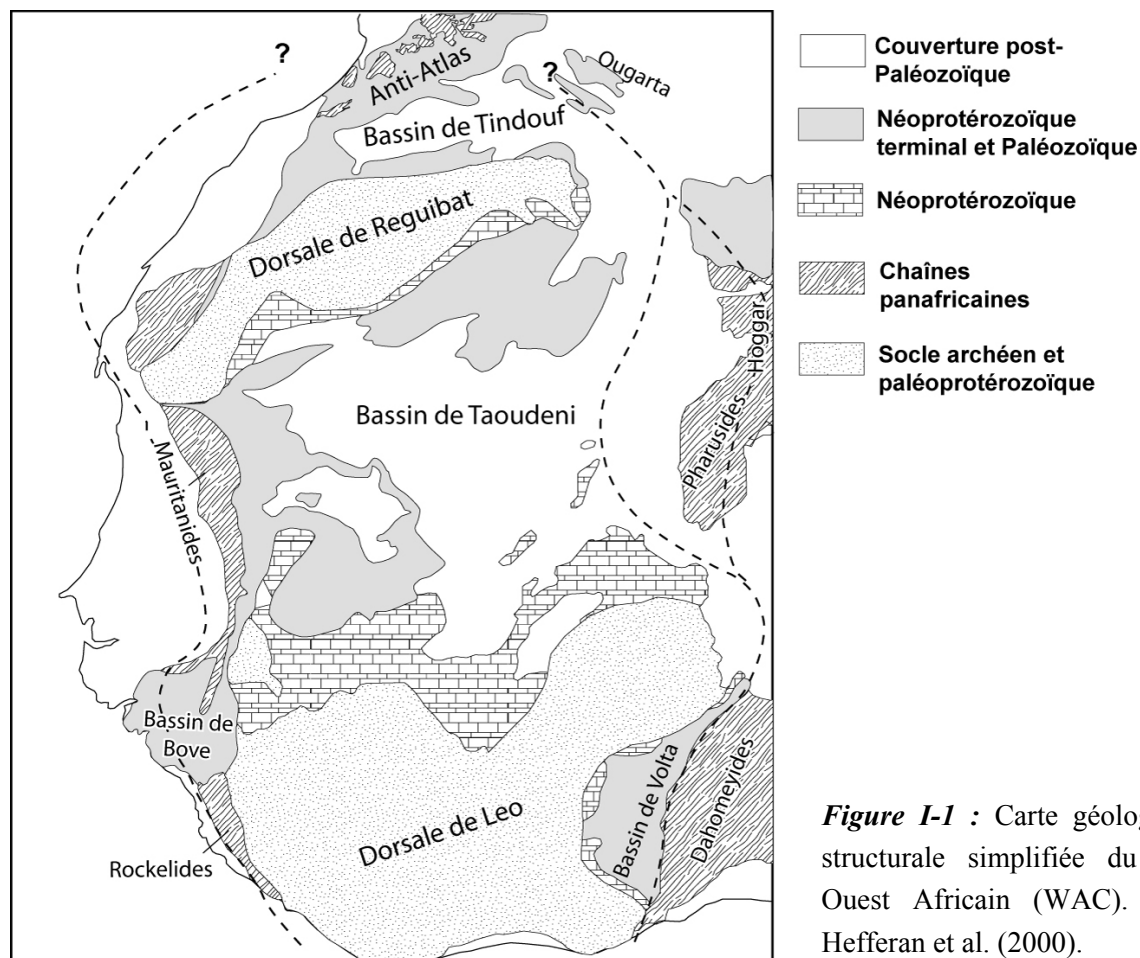 ?
Anti-Atlas
?
Ougarta
Bassin de Tindouf
Dorsale de Reguibat
Hoggar
Bassin de Taoudeni
Pharusides
Mauritanides
Bassin de
Bove
Bassin de Volta
Dahomeyides
Dorsale de Leo
Rockelides
Couverture post-
Paléozoïque
Néoprotérozoïque
terminal et Paléozoïque
Néoprotérozoïque
Chaînes
panafricaines
Socle archéen et
paléoprotérozoïque
Figure I-1 : Carte géolog
structurale simplifiée du
Ouest Africain (WAC).
Hefferan et al. (2000).